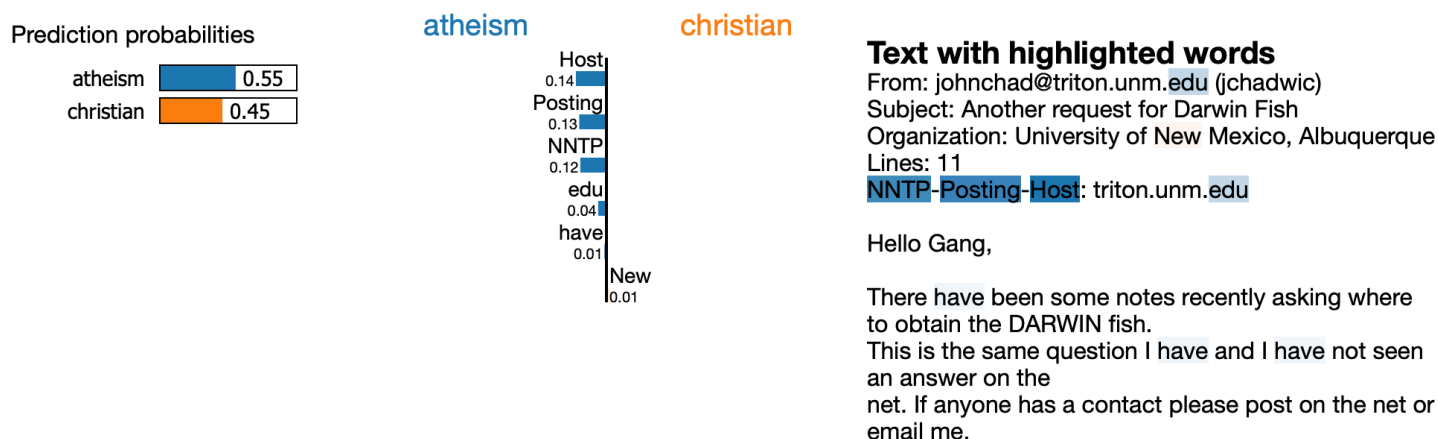 Prediction probabilities
atheism 0.55
christian 0.45
atheism christian
Host
0.14
Posting
0.13
NNTP
0.12
edu
0.04
have
0.01
New
0.01
Text with highlighted words
From: johnchad@triton.unm.edu (jchadwic)
Subject: Another request for Darwin Fish
Organization: University of New Mexico, Albuquerque
Lines: 11
NNTP-Posting-Host: triton.unm.edu
Hello Gang,
There have been some notes recently asking where
to obtain the DARWIN fish.
This is the same question I have and I have not seen
an answer on the
net. If anyone has a contact please post on the net or
email me.